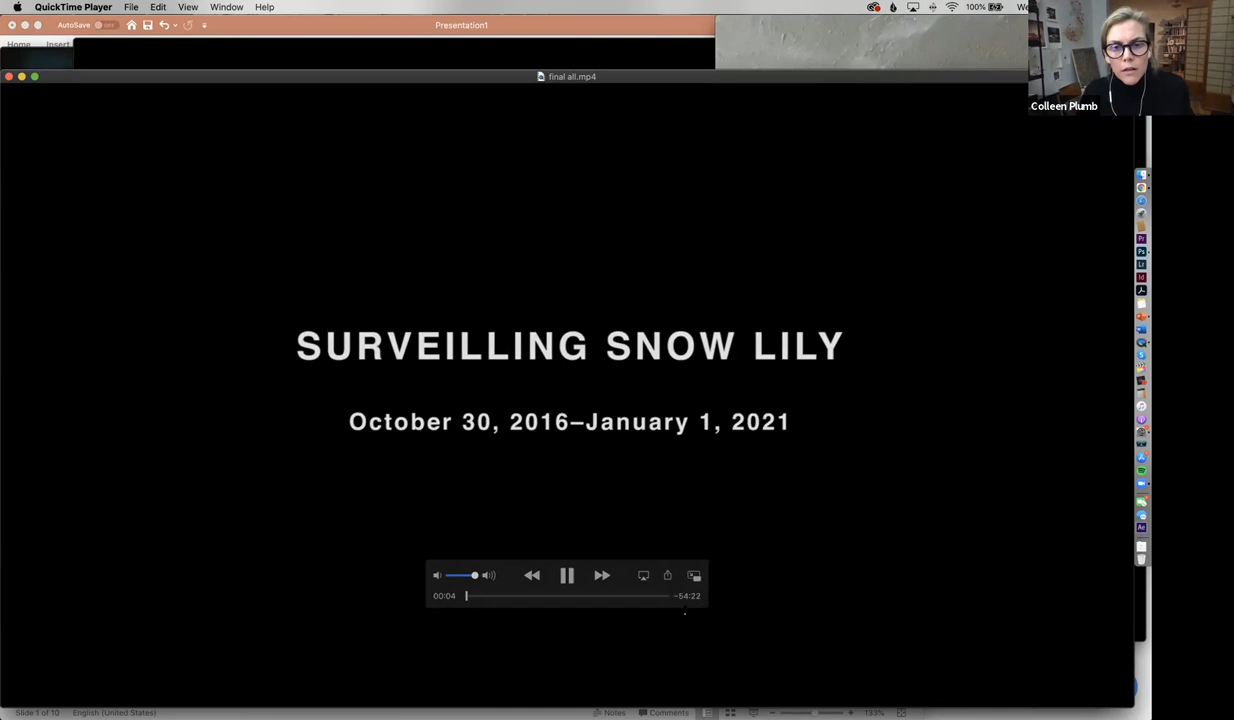 QuickTime Player File Edit View Window Help 100%
AutoSave OFF Presentation1
Home Insert
final all.mp4
Colleen Plumb
SURVEILLING SNOW LILY
October 30, 2016–January 1, 2021
00:04 -54:22
Slide 1 of 10 English (United States) Notes Comments 133%